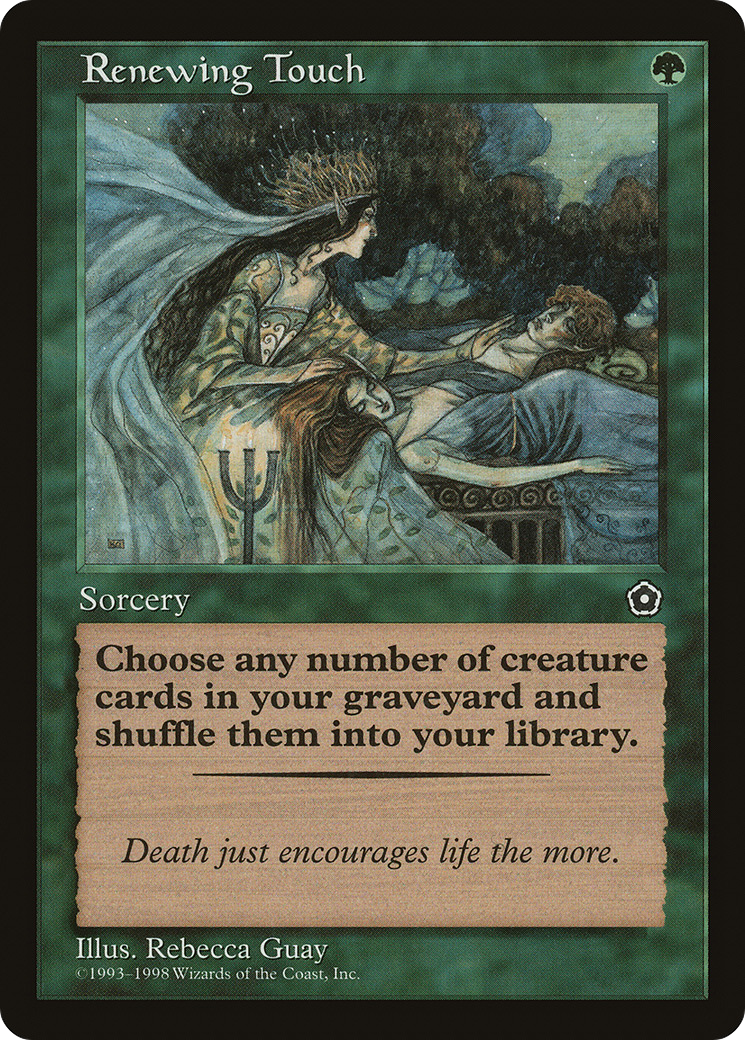 Renewing Touch
Sorcery
Choose any number of creature
cards in your graveyard and
shuffle them into your library.
Death just encourages life the more.
Illus. Rebecca Guay
©1993–1998 Wizards of the Coast, Inc.